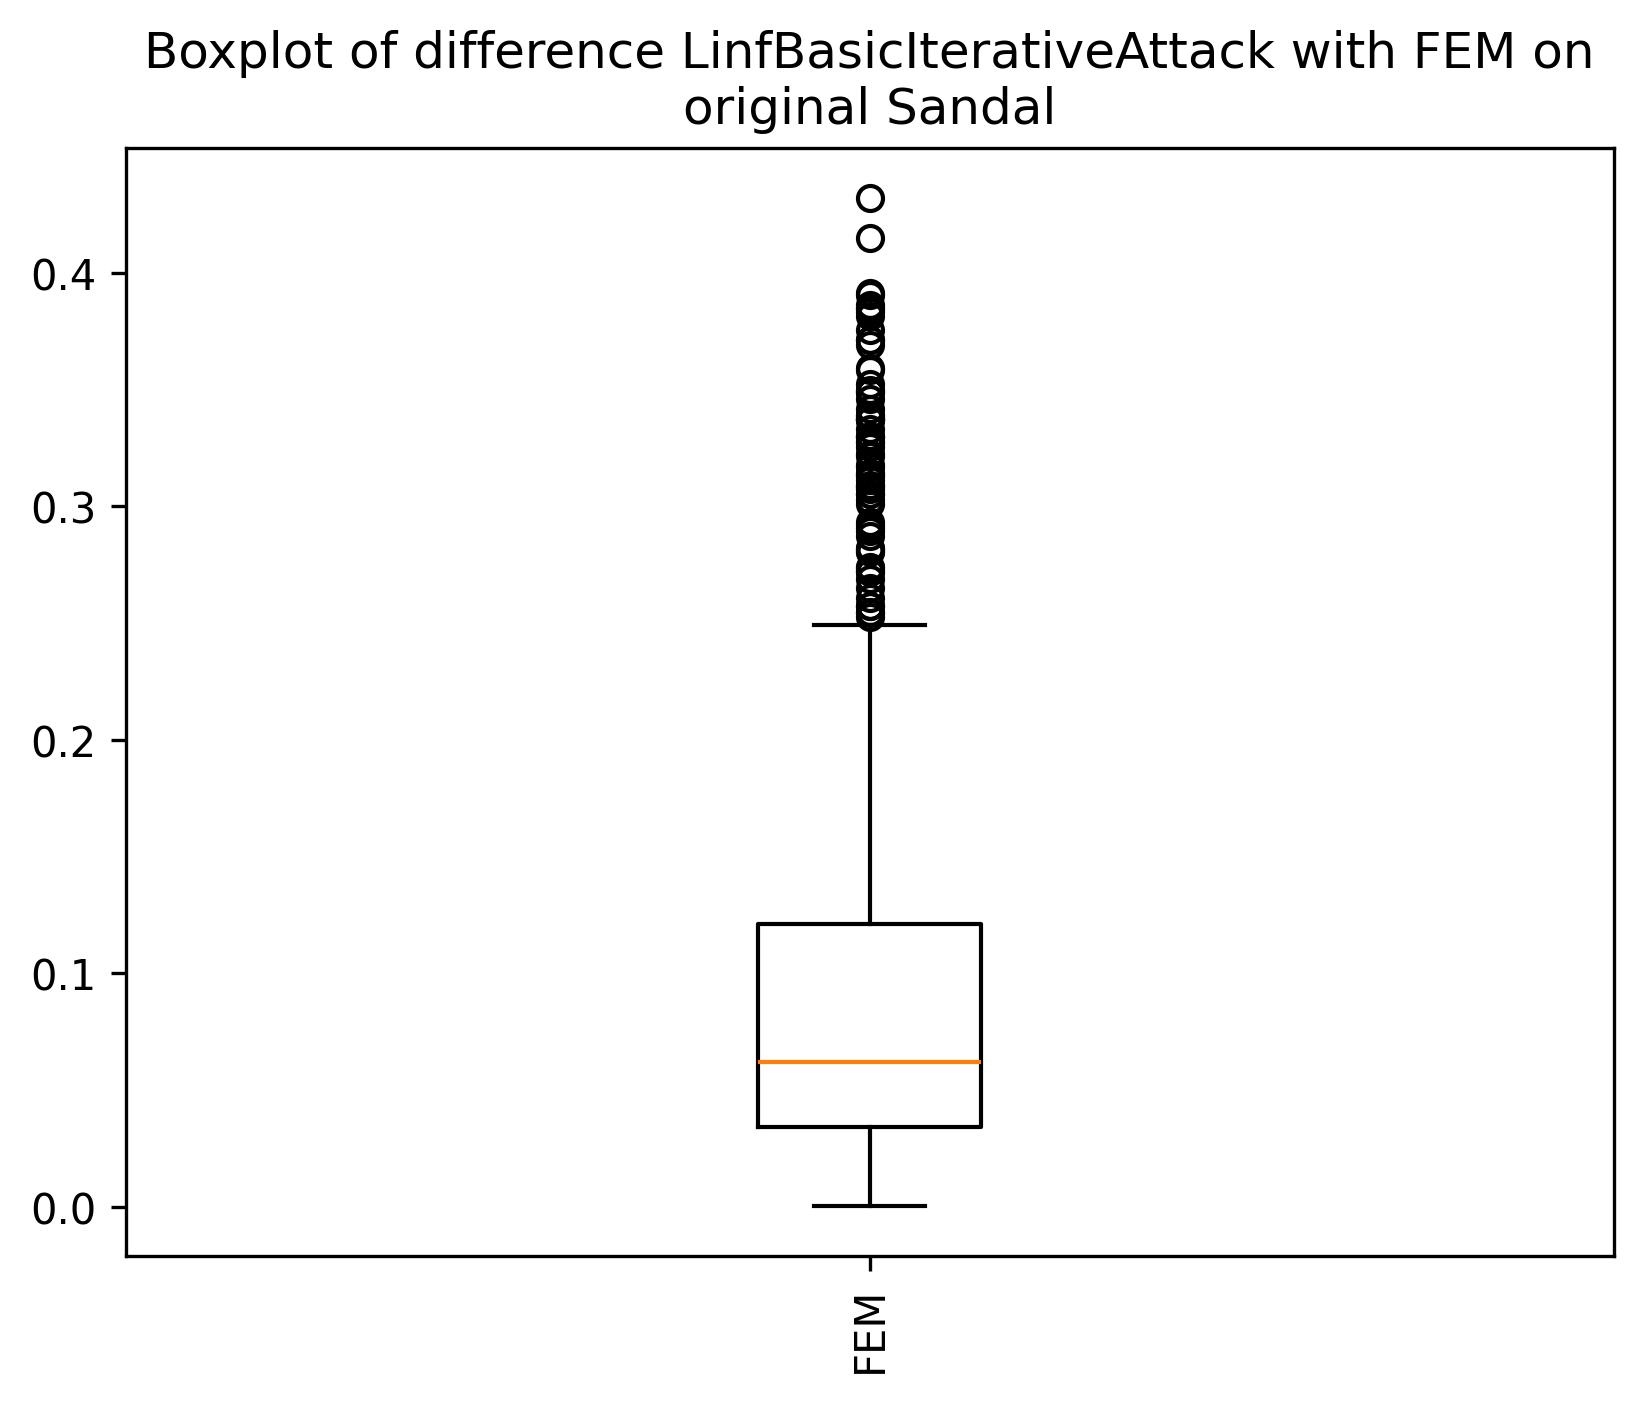 Boxplot of difference LinfBasicIterativeAttack with FEM on
original Sandal
0.4
0.3
0.2
0.1
0.0
FEM